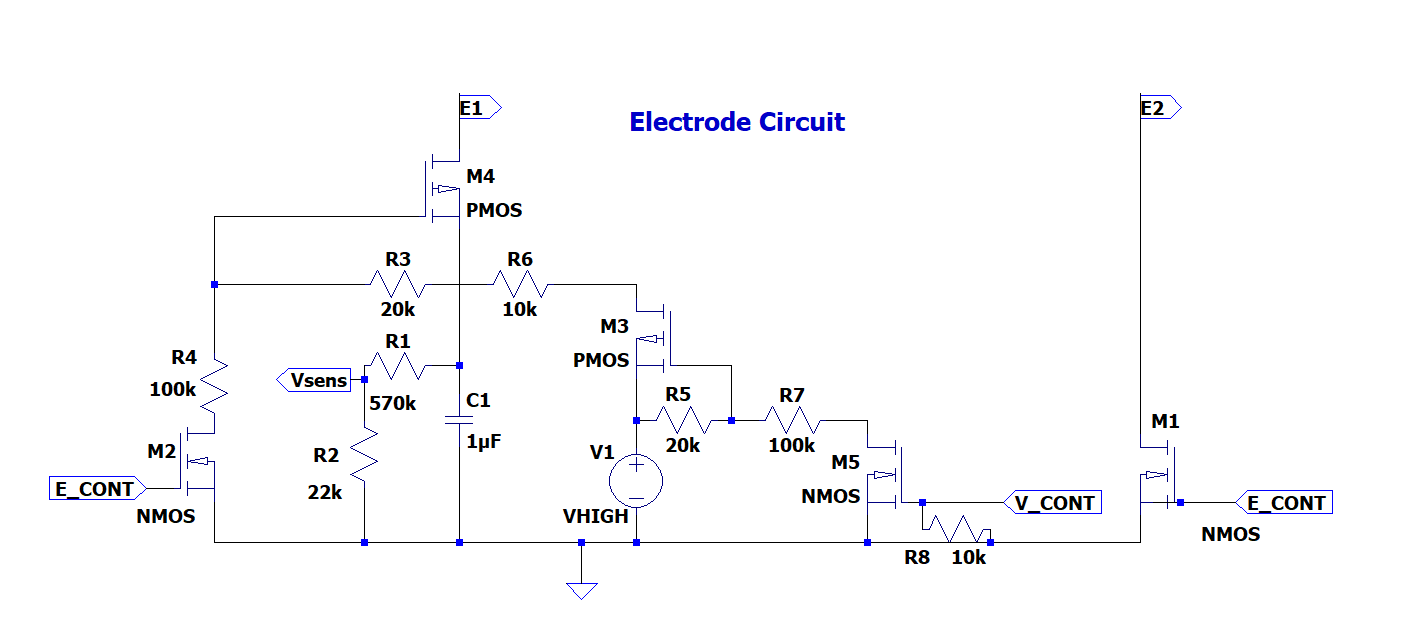 E1
Electrode Circuit
E2
M4
PMOS
R3
20k
R6
10k
M3
PMOS
R1
570k
R4
100k
Vsens
C1
1µF
R5
20k
R7
100k
M1
M2
R2
22k
V1
VHIGH
M5
NMOS
E_CONT
NMOS
V_CONT
E_CONT
NMOS
R8
10k